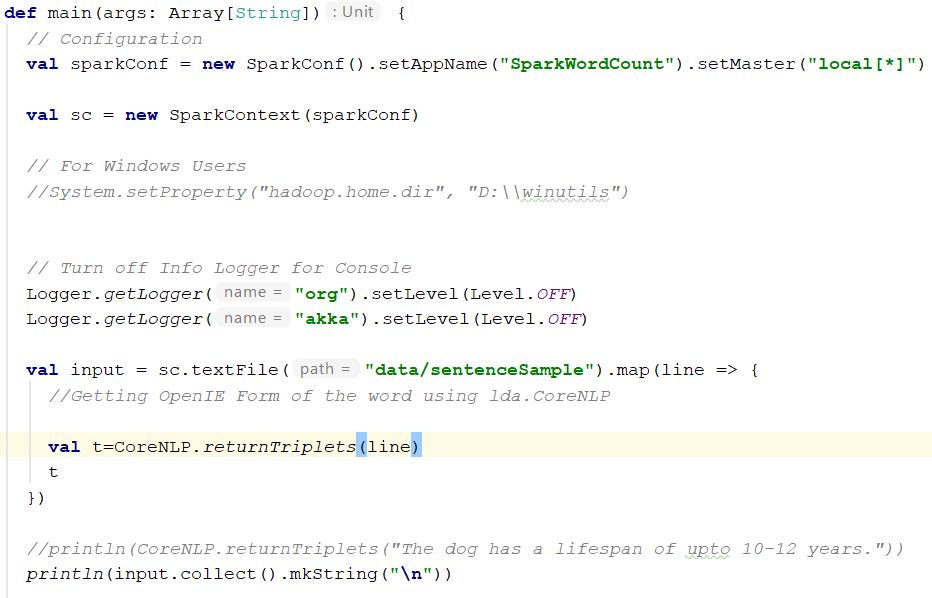 def main(args: Array[String]) : Unit {
// Configuration
val sparkConf = new SparkConf().setAppName("SparkWordCount").setMaster("local[*]")
val sc = new SparkContext(sparkConf)
// For Windows Users
//System.setProperty("hadoop.home.dir", "D:\\winutils")
// Turn off Info Logger for Console
Logger.getLogger( name = "org").setLevel(Level.OFF)
Logger.getLogger( name = "akka").setLevel(Level.OFF)
val input = sc.textFile( path = "data/sentenceSample").map(line => {
//Getting OpenIE Form of the word using lda.CoreNLP
val t=CoreNLP.returnTriplets(line)
t
})
//println(CoreNLP.returnTriplets("The dog has a lifespan of upto 10-12 years."))
println(input.collect().mkString("\n"))